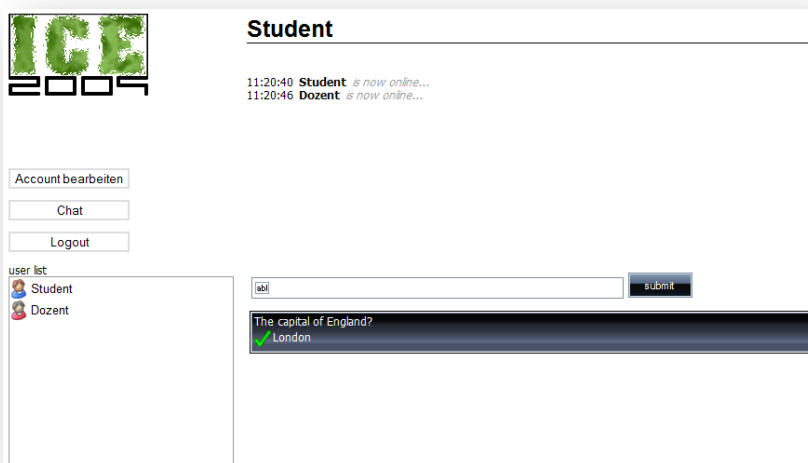 ICE
2009
Student
11:20:40 Student is now online...
11:20:46 Dozent is now online...
Account bearbeiten
Chat
Logout
user list
Student
Dozent
abl
submit
The capital of England?
London